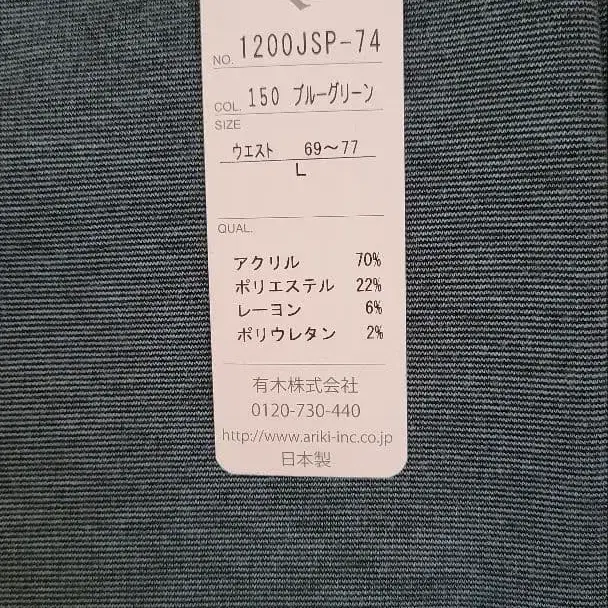 NO. 1200JSP-74
COL. 150 ブルーグリーン
SIZE
ウエスト 69〜77
L
QUAL.
アクリル 70%
ポリエステル 22%
レーヨン 6%
ポリウレタン 2%
有木株式会社
0120-730-440
http://www.ariki-inc.co.jp
日本製